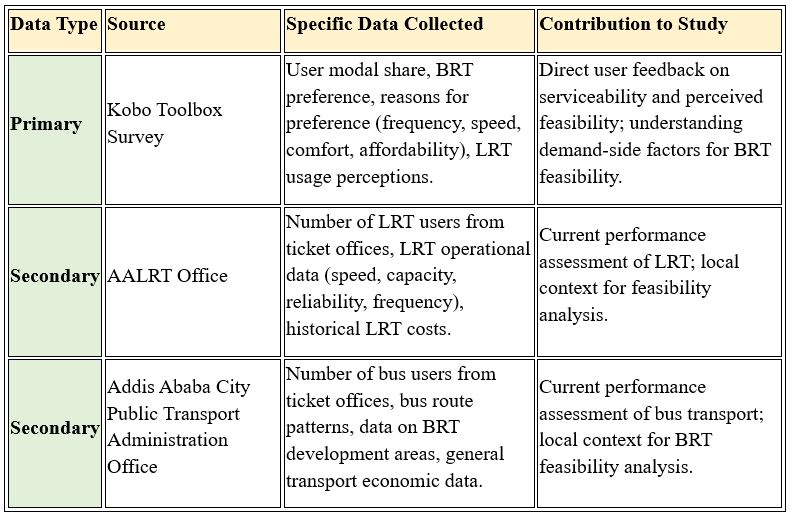 Data Type
Source
Specific Data Collected
Contribution to Study
Primary
Kobo Toolbox
Survey
User modal share, BRT
preference, reasons for
preference (frequency, speed,
comfort, affordability), LRT
usage perceptions.
Direct user feedback on
serviceability and perceived
feasibility; understanding
demand-side factors for BRT
feasibility.
Secondary
AALRT Office
Number of LRT users from
ticket offices, LRT operational
data (speed, capacity,
reliability, frequency),
historical LRT costs.
Current performance
assessment of LRT; local
context for feasibility
analysis.
Secondary
Addis Ababa City
Public Transport
Administration
Office
Number of bus users from
ticket offices, bus route
patterns, data on BRT
development areas, general
transport economic data.
Current performance
assessment of bus transport;
local context for BRT
feasibility analysis.